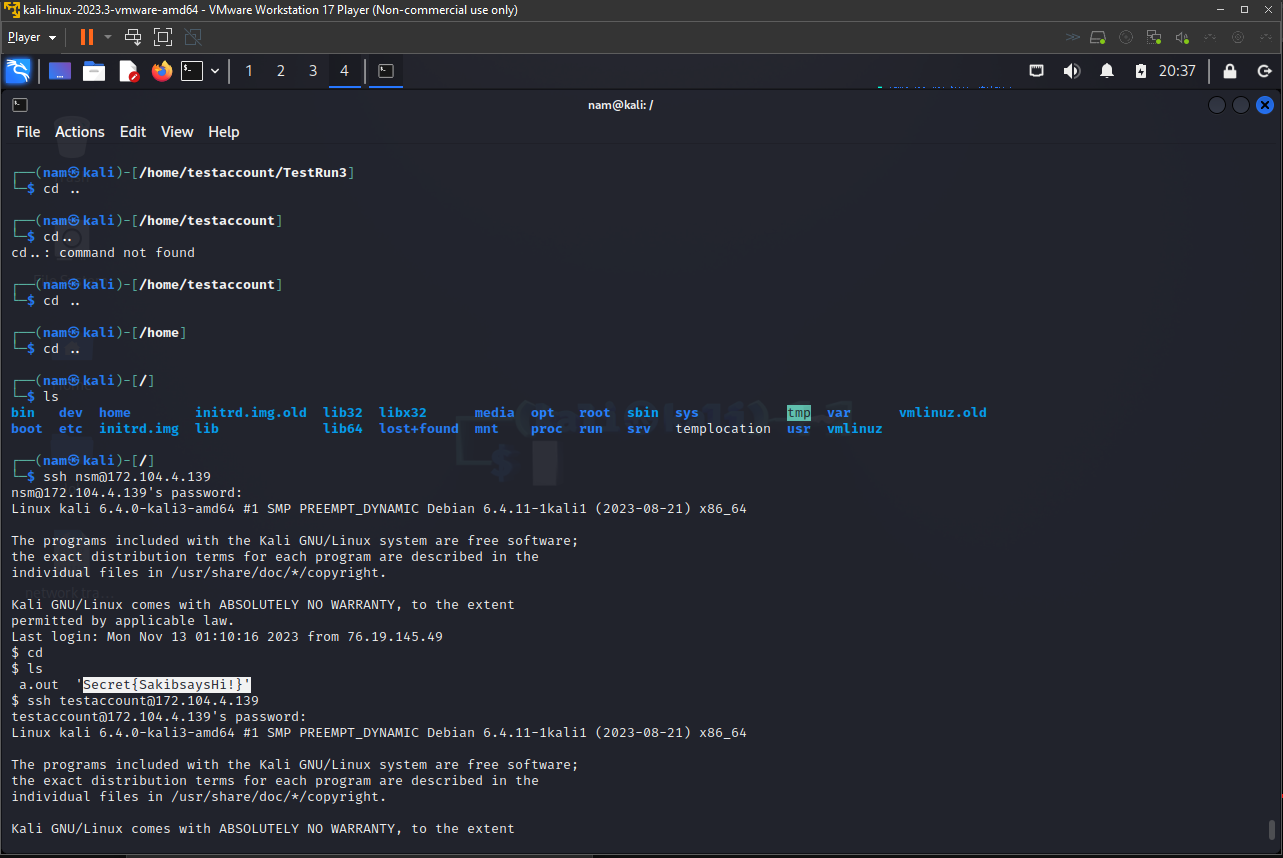 kali-linux-2023.3-vmware-amd64 - VMware Workstation 17 Player (Non-commercial use only)
Player
1 2 3 4 20:37
nam@kali: /
File Actions Edit View Help
┌──(nam㉿kali)-[/home/testaccount/TestRun3]
└─$ cd ..
┌──(nam㉿kali)-[/home/testaccount]
└─$ cd..
cd..: command not found
┌──(nam㉿kali)-[/home/testaccount]
└─$ cd ..
┌──(nam㉿kali)-[/home]
└─$ cd ..
┌──(nam㉿kali)-[/]
└─$ ls
bin dev home initrd.img.old lib32 libx32 media opt root sbin sys tmp var vmlinuz.old
boot etc initrd.img lib lib64 lost+found mnt proc run srv templocation usr vmlinuz
┌──(nam㉿kali)-[/]
└─$ ssh nsm@172.104.4.139
nsm@172.104.4.139's password:
Linux kali 6.4.0-kali3-amd64 #1 SMP PREEMPT_DYNAMIC Debian 6.4.11-1kali1 (2023-08-21) x86_64
The programs included with the Kali GNU/Linux system are free software;
the exact distribution terms for each program are described in the
individual files in /usr/share/doc/*/copyright.
Kali GNU/Linux comes with ABSOLUTELY NO WARRANTY, to the extent
permitted by applicable law.
Last login: Mon Nov 13 01:10:16 2023 from 76.19.145.49
$ cd
$ ls
a.out 'Secret{SakibsaysHi!}'
$ ssh testaccount@172.104.4.139
testaccount@172.104.4.139's password:
Linux kali 6.4.0-kali3-amd64 #1 SMP PREEMPT_DYNAMIC Debian 6.4.11-1kali1 (2023-08-21) x86_64
The programs included with the Kali GNU/Linux system are free software;
the exact distribution terms for each program are described in the
individual files in /usr/share/doc/*/copyright.
Kali GNU/Linux comes with ABSOLUTELY NO WARRANTY, to the extent